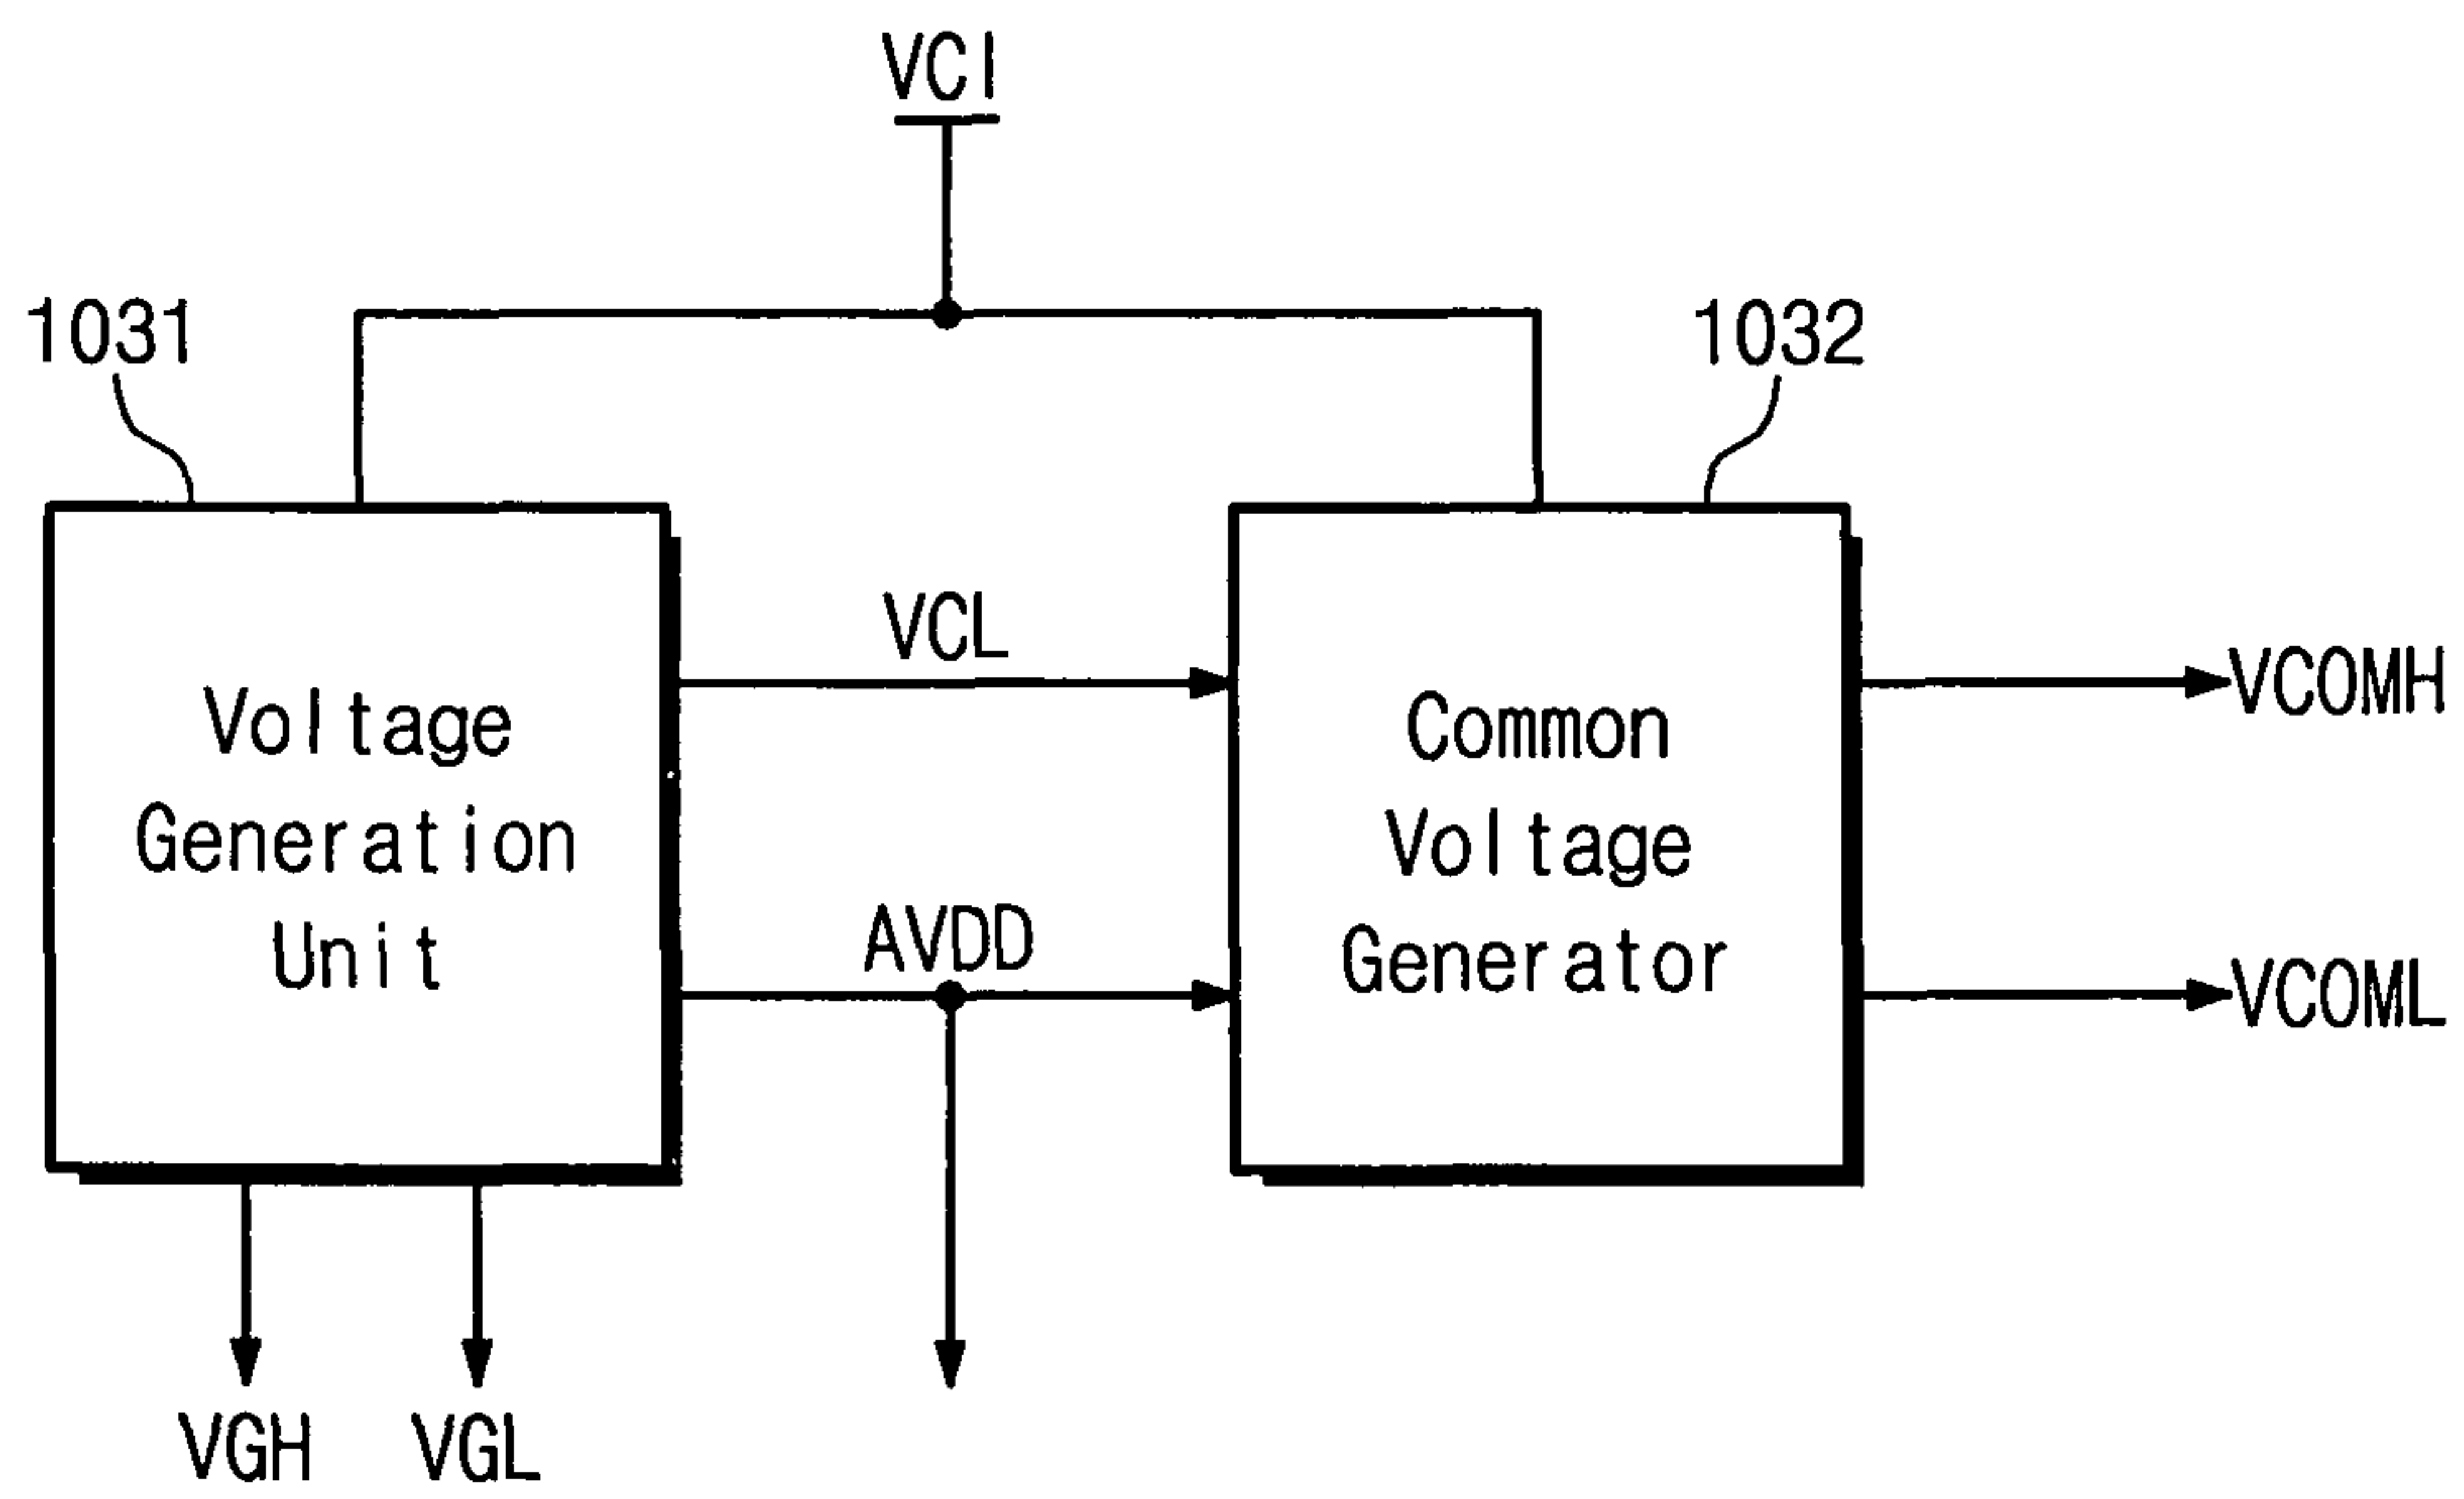 VCI
1031
1032
VCL
Voltage
Generation
Unit
AVDD
Common
Voltage
Generator
VCOMH
VCOML
VGH
VGL